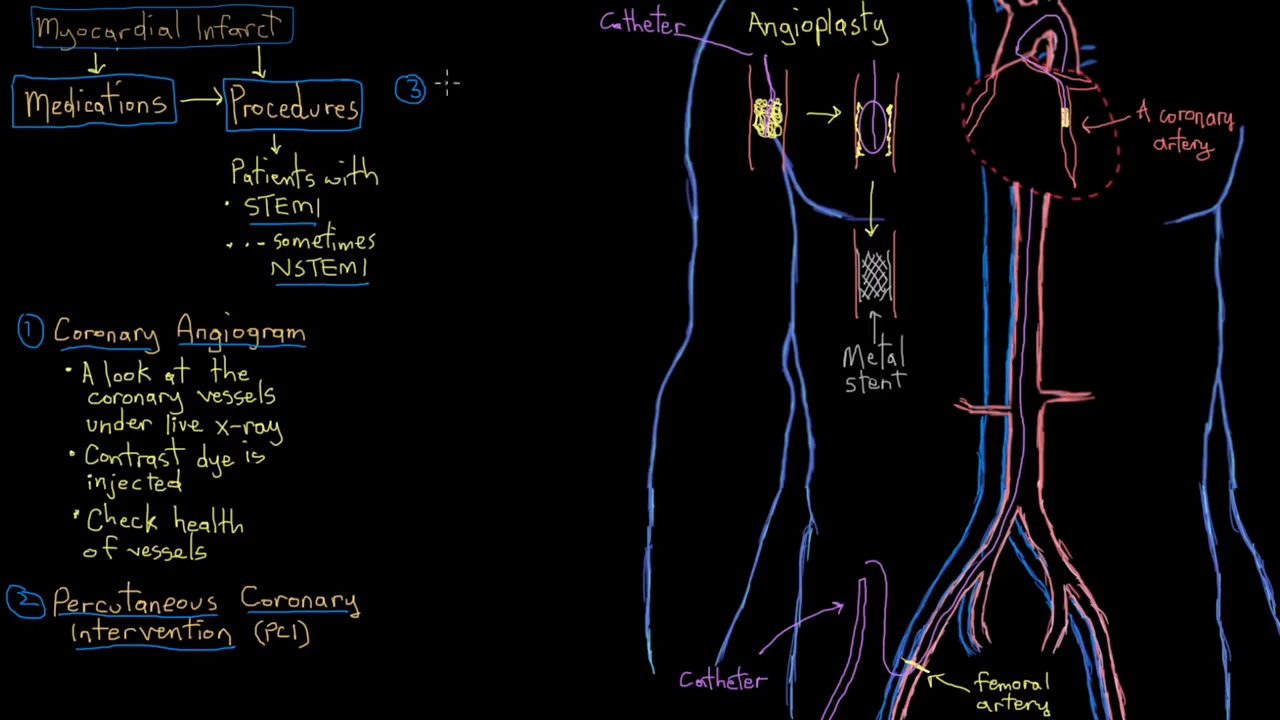 Myocardial Infarct
Medications
Procedures
Patients with
• STEMI
• ... sometimes
NSTEMI
① Coronary Angiogram
• A look at the
coronary vessels
under live x-ray
• Contrast dye is
injected
• Check health
of vessels
② Percutaneous Coronary
Intervention (PCI)
③
Catheter
Angioplasty
Metal
stent
A coronary
artery
Catheter
femoral
artery